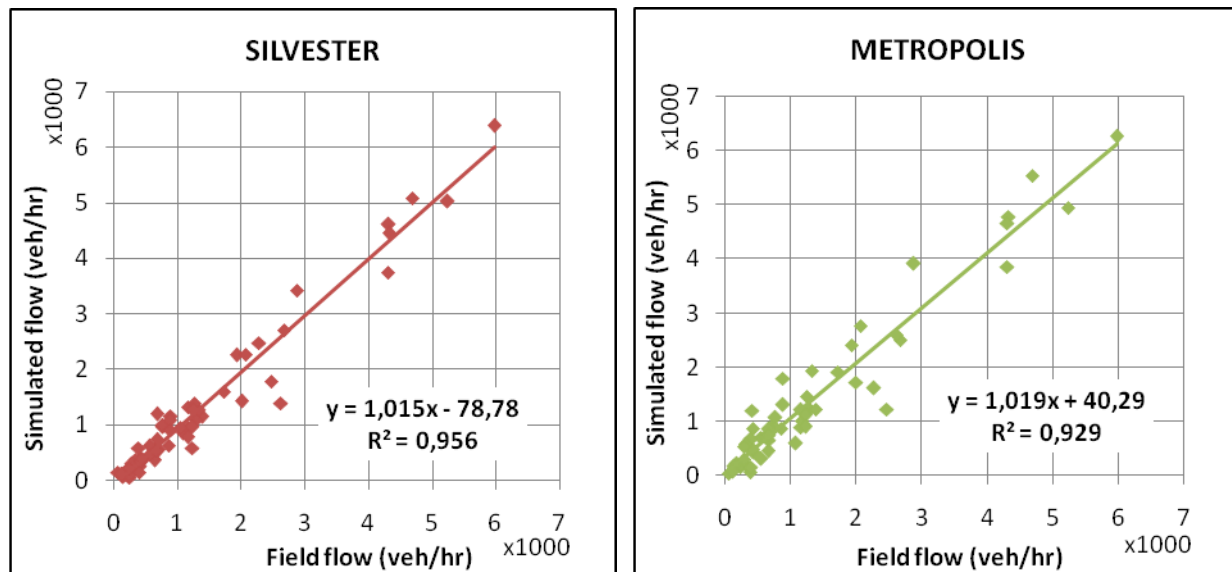 SILVESTER
x1000
Simulated flow (veh/hr)
7
6
5
4
3
2
1
0
y = 1,015x - 78,78
R² = 0,956
0 1 2 3 4 5 6 7
Field flow (veh/hr)
x1000
METROPOLIS
x1000
Simulated flow (veh/hr)
7
6
5
4
3
2
1
0
y = 1,019x + 40,29
R² = 0,929
0 1 2 3 4 5 6 7
Field flow (veh/hr)
x1000